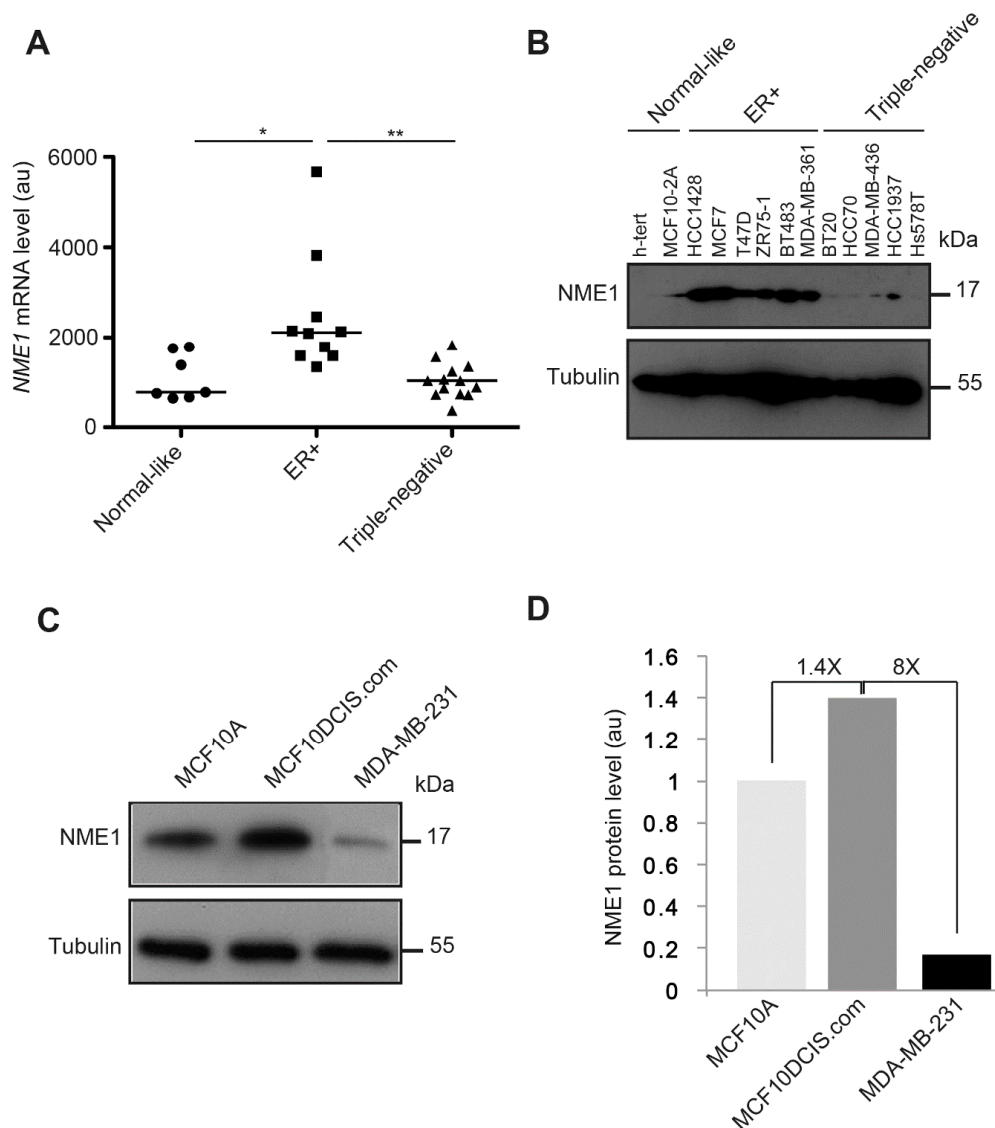 A
*
**
NME1 mRNA level (au)
6000
4000
2000
0
Normal-like
ER+
Triple-negative
B
Normal-like
ER+
Triple-negative
h-tert
MCF10-2A
HCC1428
MCF7
T47D
ZR75-1
BT483
MDA-MB-361
BT20
HCC70
MDA-MB-436
HCC1937
Hs578T
kDa
NME1
17
Tubulin
55
C
MCF10A
MCF10DCIS.com
MDA-MB-231
kDa
NME1
17
Tubulin
55
D
NME1 protein level (au)
1.6
1.4
1.2
1
0.8
0.6
0.4
0.2
0
1.4X
8X
MCF10A
MCF10DCIS.com
MDA-MB-231